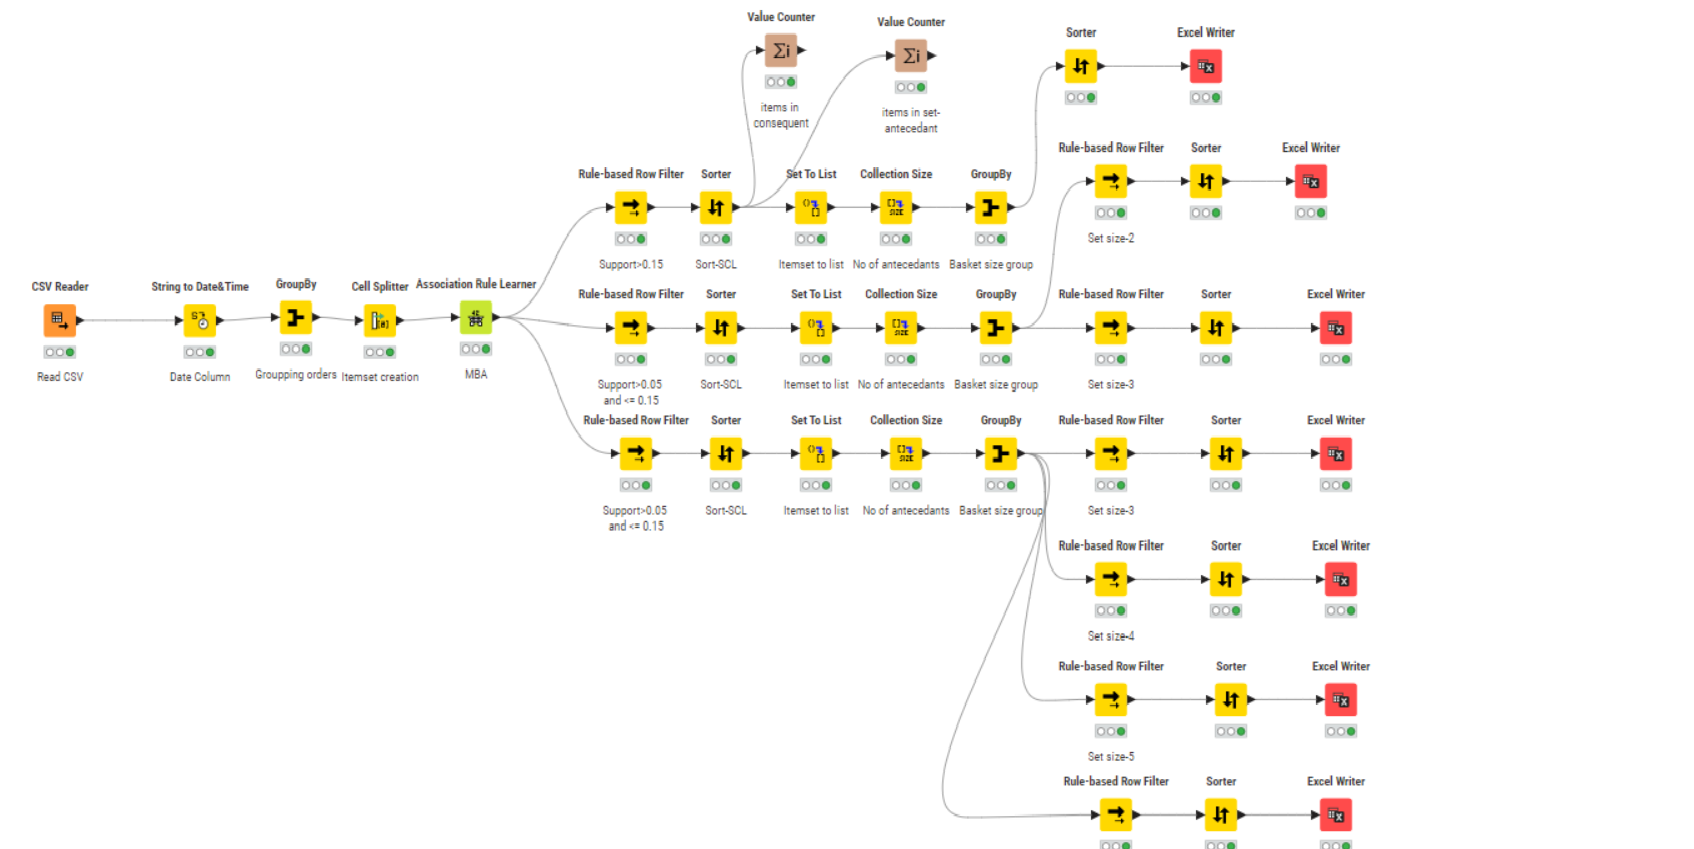 Value Counter
items in
consequent
Value Counter
items in set-
antecedant
Sorter
Excel Writer
Rule-based Row Filter
Set size-2
Sorter
Excel Writer
Rule-based Row Filter
Support>0.15
Sorter
Sort-SCL
Set To List
Itemset to list
Collection Size
No of antecedants
GroupBy
Basket size group
CSV Reader
Read CSV
String to Date&Time
Date Column
GroupBy
Groupping orders
Cell Splitter
Itemset creation
Association Rule Learner
MBA
Rule-based Row Filter
Support>0.05
and <= 0.15
Sorter
Sort-SCL
Set To List
Itemset to list
Collection Size
No of antecedants
GroupBy
Basket size group
Rule-based Row Filter
Set size-3
Sorter
Excel Writer
Rule-based Row Filter
Support>0.05
and <= 0.15
Sorter
Sort-SCL
Set To List
Itemset to list
Collection Size
No of antecedants
GroupBy
Basket size group
Rule-based Row Filter
Set size-3
Sorter
Excel Writer
Rule-based Row Filter
Set size-4
Sorter
Excel Writer
Rule-based Row Filter
Set size-5
Sorter
Excel Writer
Rule-based Row Filter
Sorter
Excel Writer